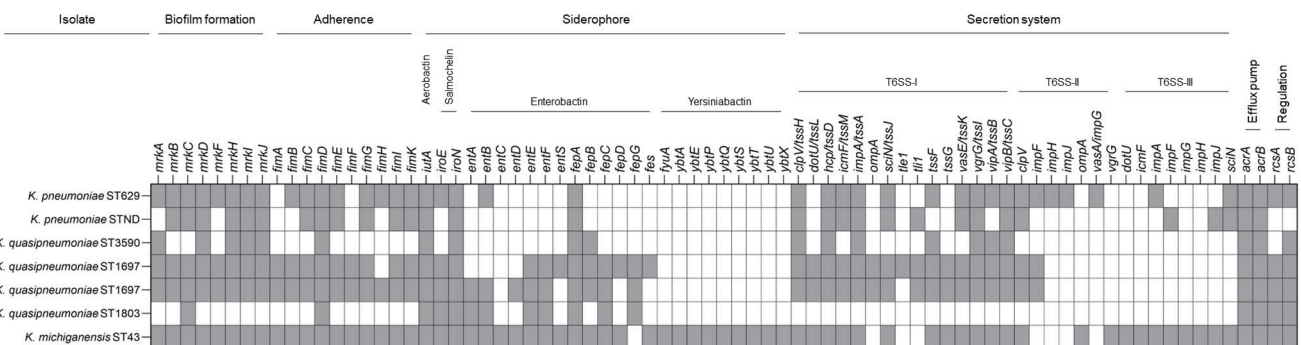 Isolate Biofilm formation Adherence Siderophore Secretion system
Aerobactin Salmochelin Enterobactin Yersiniabactin T6SS-I T6SS-II T6SS-III Efflux pump Regulation
mrkA mrkB mrkC mrkD mrkF mrkH mrkI mrkJ fimA fimB fimC fimD fimE fimF fimG fimH fimI fimK iutA iroE iroN entA entB entC entD entE entF entS fepA fepB fepC fepD fepG fes fyuA ybtA ybtE ybtP ybtQ ybtS ybtT ybtU ybtX clpV/tssH dotU/tssL hcp/tssD icmF/tssM impA/tssA ompA sciN/tssJ tle1 tli1 tssF tssG vasE/tssK vgrG/tssI vipA/tssB vipB/tssC clpV impF impH impJ ompA vasA/impG vgrG dotU icmF impA impF impG impH impJ sciN acrA acrB rcsA rcsB
K. pneumoniae ST629
K. pneumoniae STND
K. quasipneumoniae ST3590
K. quasipneumoniae ST1697
K. quasipneumoniae ST1697
K. quasipneumoniae ST1803
K. michiganensis ST43